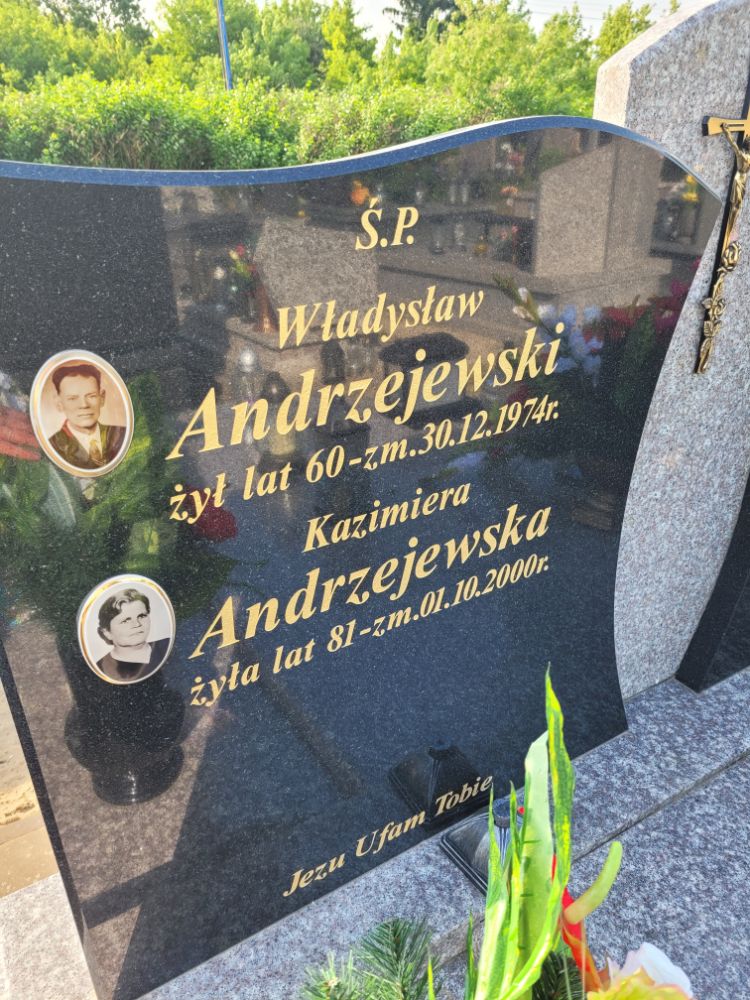 Ś.P.
Władysław
Andrzejewski
żył lat 60-zm.30.12.1974r.
Kazimiera
Andrzejewska
żyła lat 81-zm.01.10.2000r.
Jezu Ufam Tobie